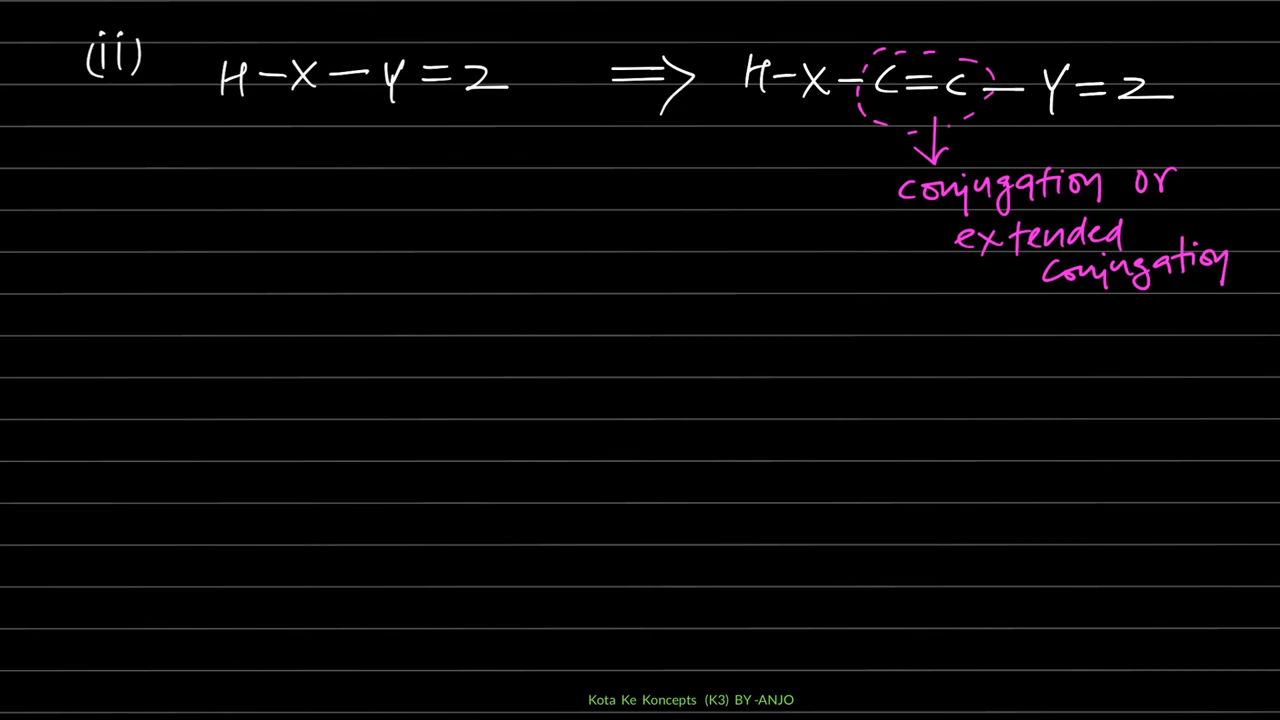 (ii) H-X-Y=Z ⟹ H-X-C=C-Y=Z
conjugation or
extended
conjugation
Kota Ke Koncepts (K3) BY -ANJO